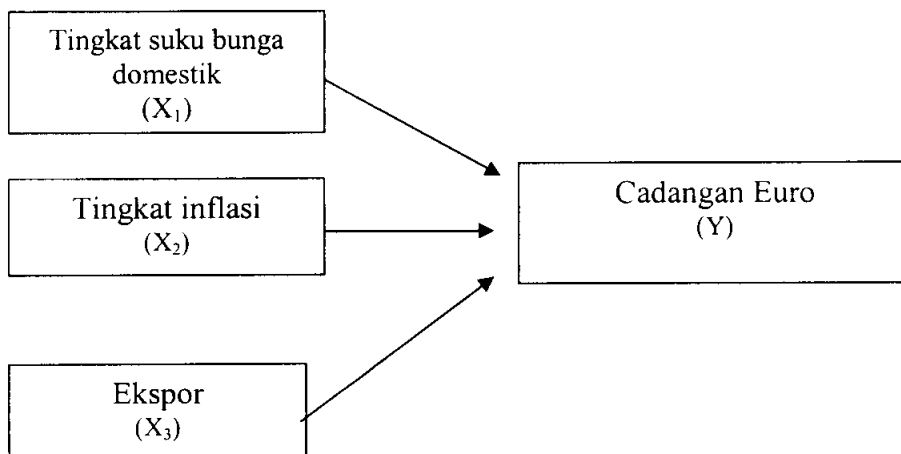 Tingkat suku bunga
domestik
(X₁)
Tingkat inflasi
(X₂)
Ekspor
(X₃)
Cadangan Euro
(Y)